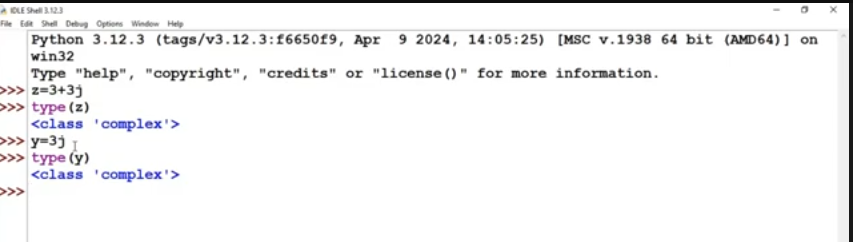 IDLE Shell 3.12.3
File Edit Shell Debug Options Window Help
Python 3.12.3 (tags/v3.12.3:f6650f9, Apr  9 2024, 14:05:25) [MSC v.1938 64 bit (AMD64)] on
win32
Type "help", "copyright", "credits" or "license()" for more information.
>>> z=3+3j
>>> type(z)
<class 'complex'>
>>> y=3j
>>> type(y)
<class 'complex'>
>>>